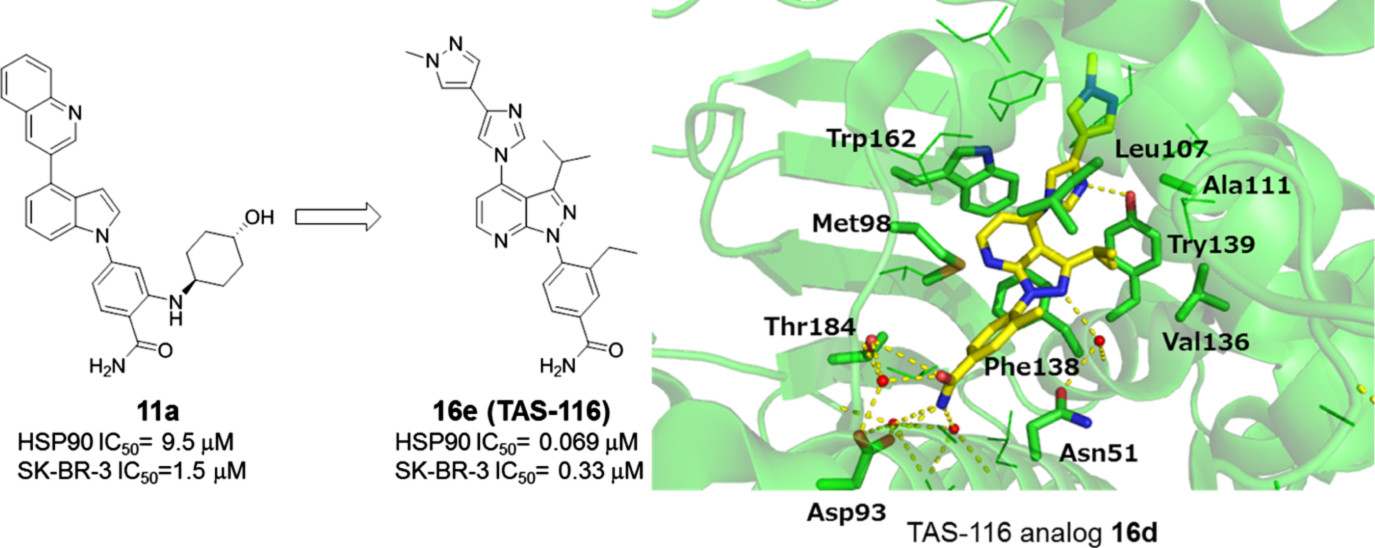 N
OH
N
N
H
H₂N
O
11a
HSP90 IC₅₀= 9.5 μM
SK-BR-3 IC₅₀=1.5 μM
N
N
N
N
N
N
N
H₂N
O
16e (TAS-116)
HSP90 IC₅₀= 0.069 μM
SK-BR-3 IC₅₀= 0.33 μM
Trp162
Leu107
Ala111
Met98
Try139
Thr184
Val136
Phe138
Asn51
Asp93
TAS-116 analog 16d